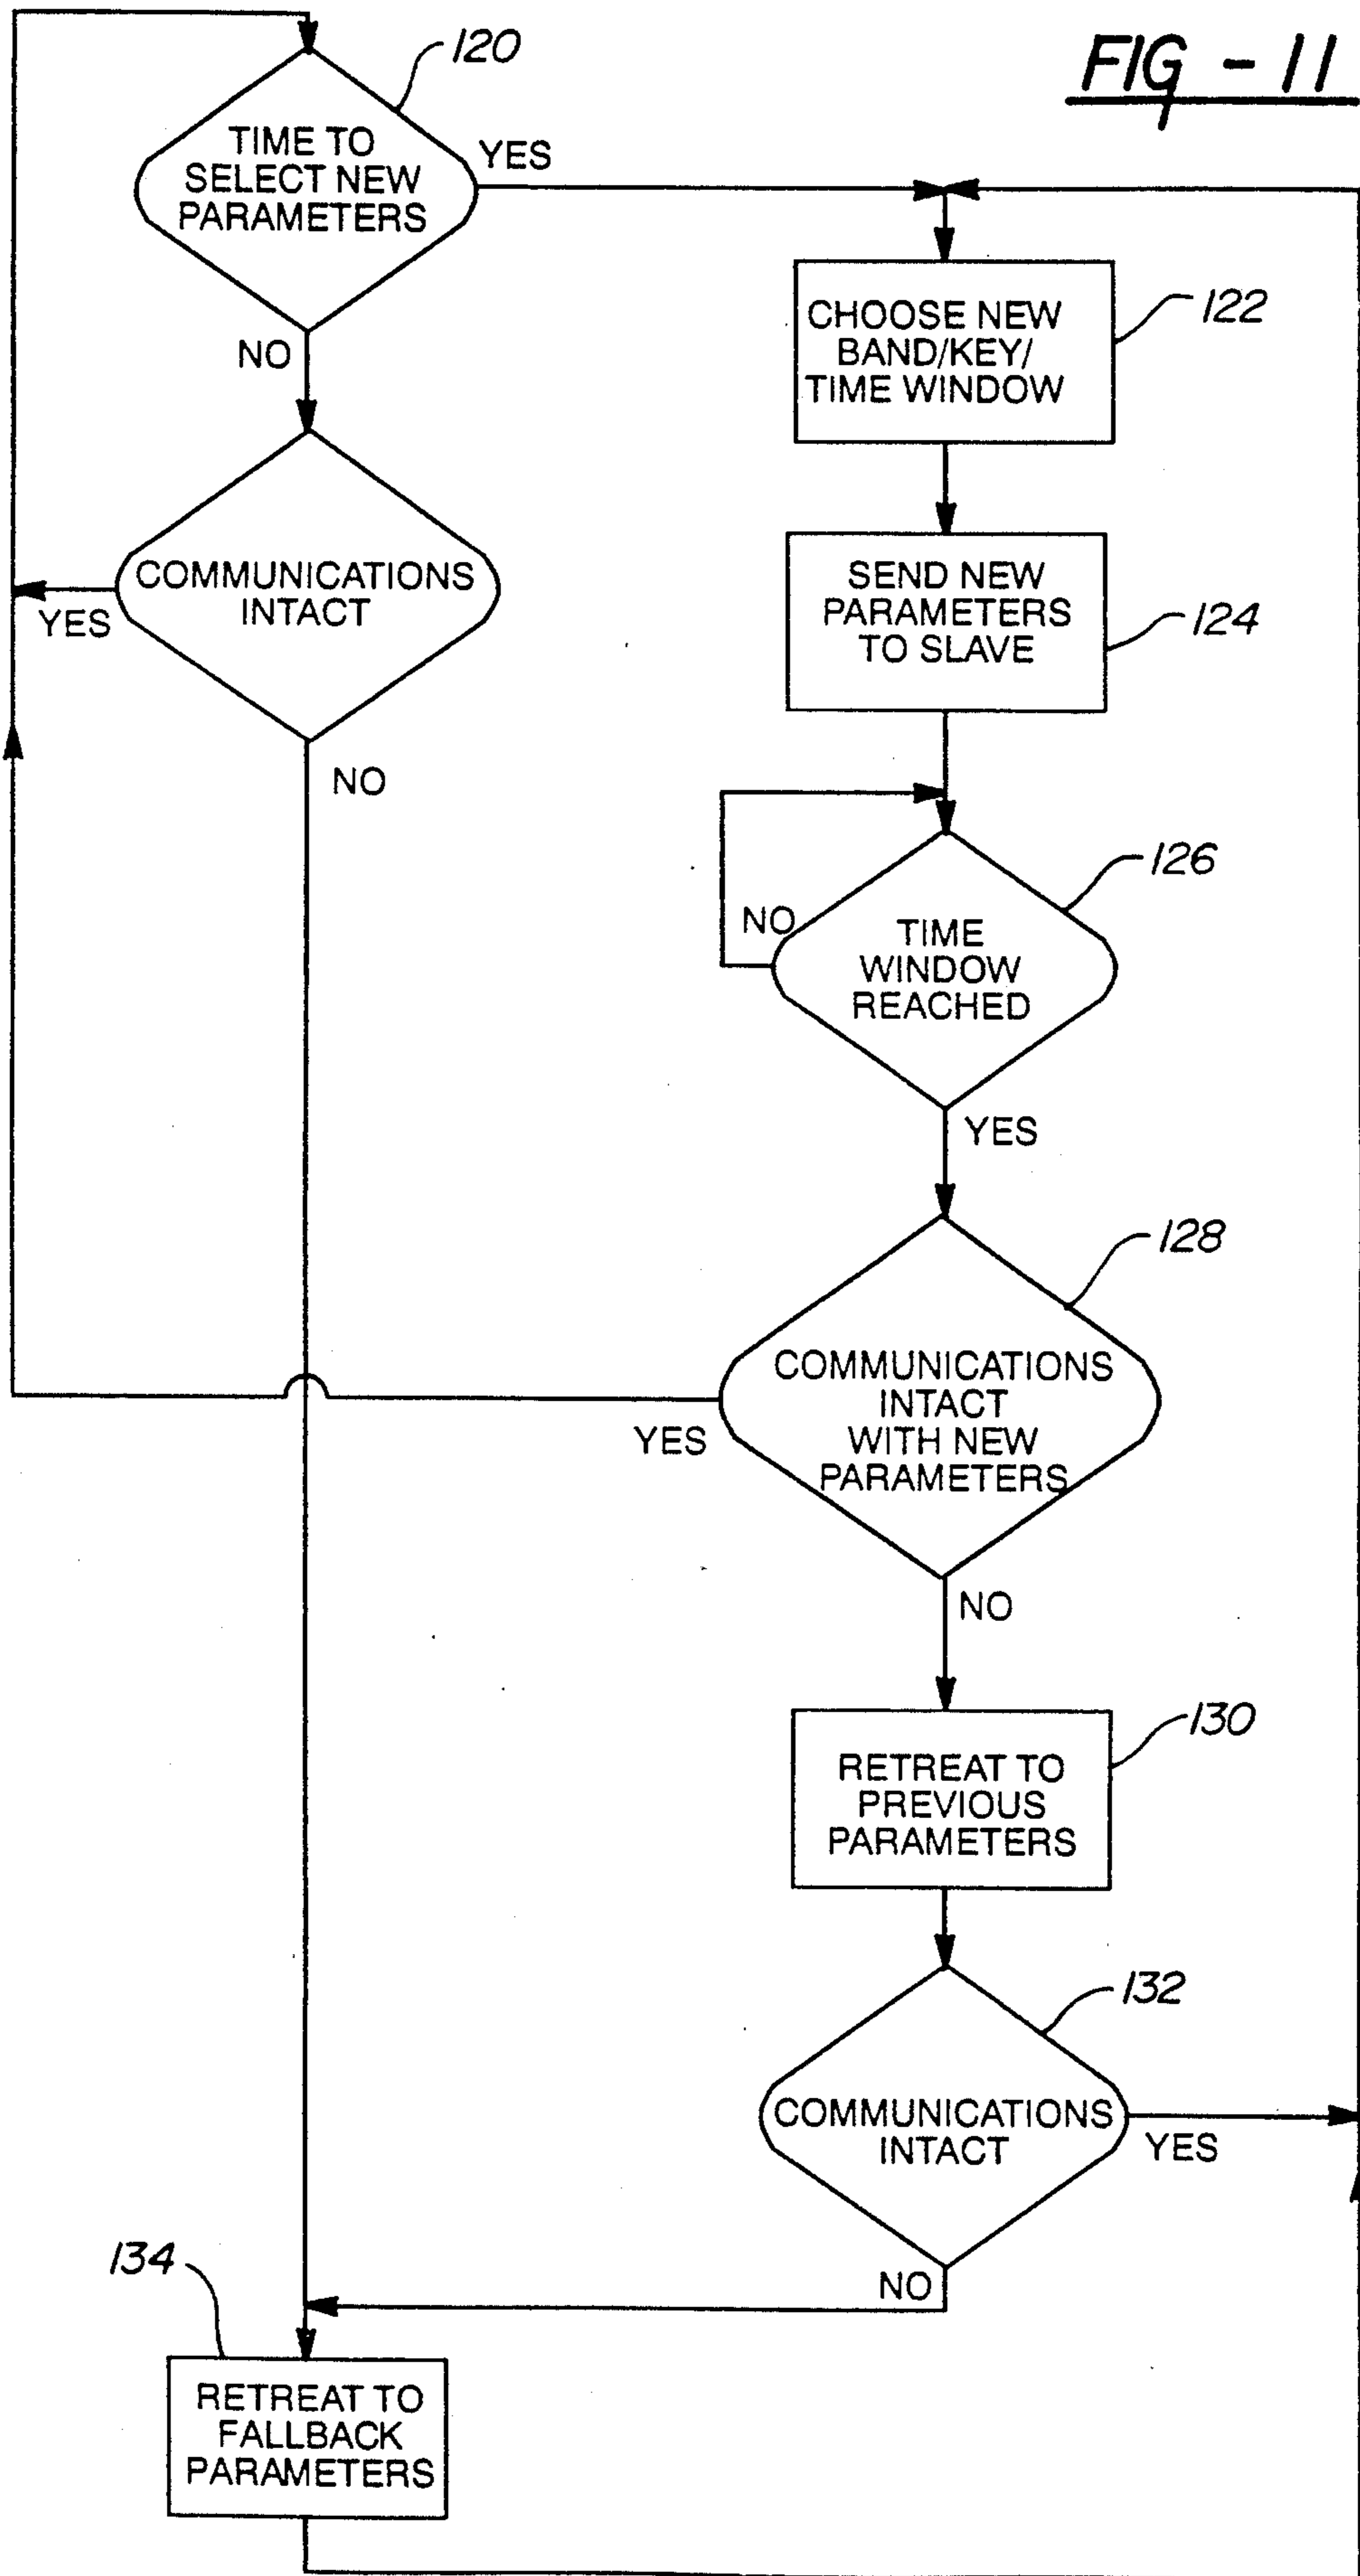 FIG - 11
120
TIME TO
SELECT NEW
PARAMETERS
YES
NO
122
CHOOSE NEW
BAND/KEY/
TIME WINDOW
COMMUNICATIONS
INTACT
YES
NO
124
SEND NEW
PARAMETERS
TO SLAVE
126
NO
TIME
WINDOW
REACHED
YES
128
COMMUNICATIONS
INTACT
WITH NEW
PARAMETERS
YES
NO
130
RETREAT TO
PREVIOUS
PARAMETERS
132
COMMUNICATIONS
INTACT
YES
NO
134
RETREAT TO
FALLBACK
PARAMETERS